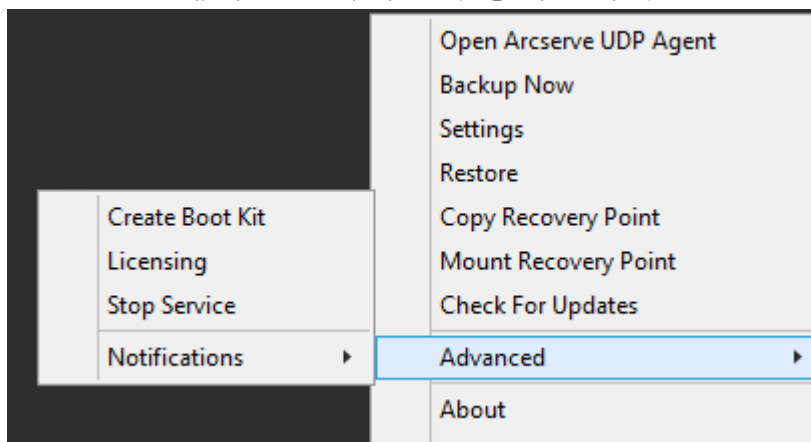 Open Arcserve UDP Agent
Backup Now
Settings
Restore
Copy Recovery Point
Mount Recovery Point
Check For Updates
Advanced
About
Create Boot Kit
Licensing
Stop Service
Notifications